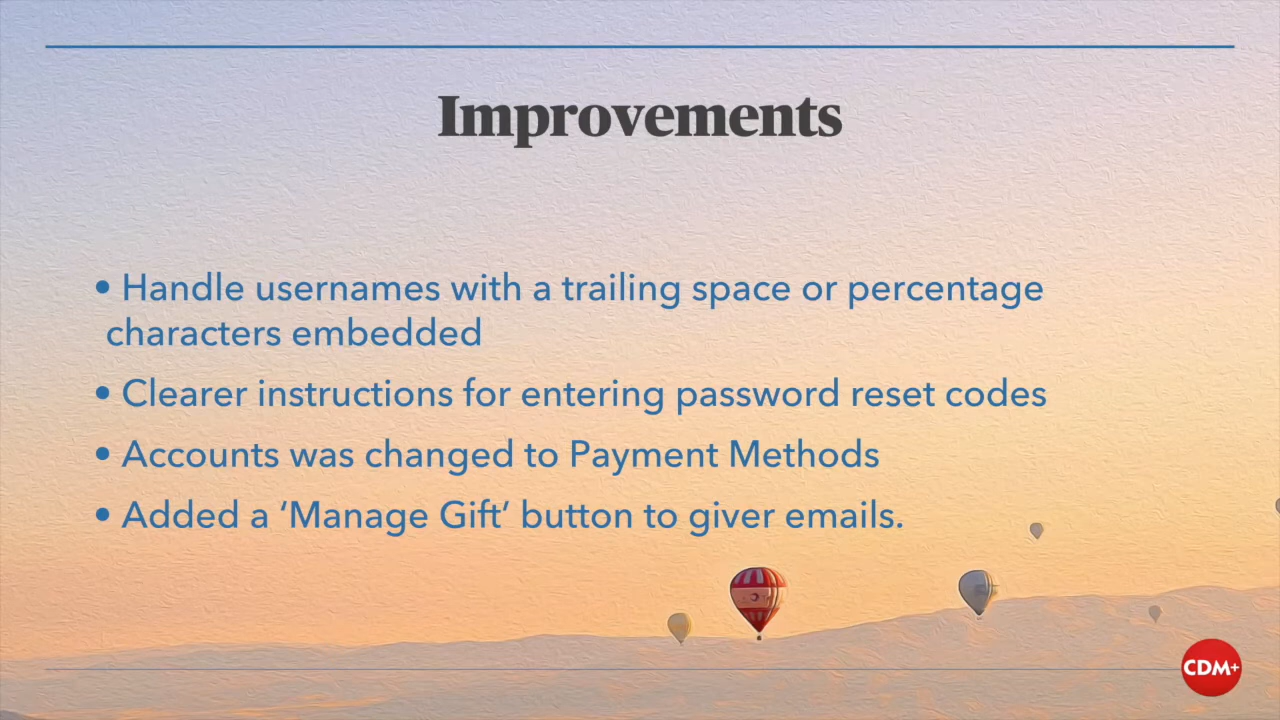 Improvements
• Handle usernames with a trailing space or percentage
characters embedded
• Clearer instructions for entering password reset codes
• Accounts was changed to Payment Methods
• Added a ‘Manage Gift’ button to giver emails.
CDM+